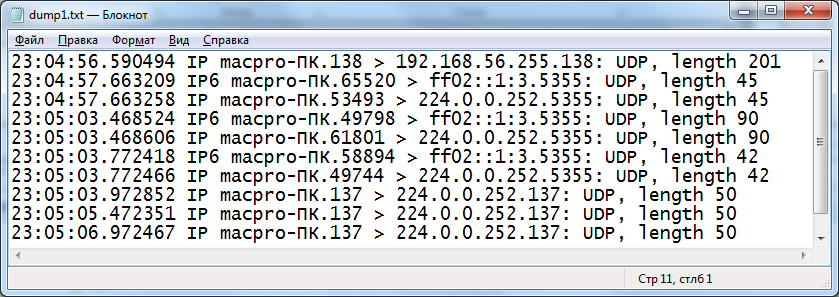 dump1.txt — Блокнот
Файл Правка Формат Вид Справка
23:04:56.590494 IP macpro-ПК.138 > 192.168.56.255.138: UDP, length 201
23:04:57.663209 IP6 macpro-ПК.65520 > ff02::1:3.5355: UDP, length 45
23:04:57.663258 IP macpro-ПК.53493 > 224.0.0.252.5355: UDP, length 45
23:05:03.468524 IP6 macpro-ПК.49798 > ff02::1:3.5355: UDP, length 90
23:05:03.468606 IP macpro-ПК.61801 > 224.0.0.252.5355: UDP, length 90
23:05:03.772418 IP6 macpro-ПК.58894 > ff02::1:3.5355: UDP, length 42
23:05:03.772466 IP macpro-ПК.49744 > 224.0.0.252.5355: UDP, length 42
23:05:03.972852 IP macpro-ПК.137 > 224.0.0.252.137: UDP, length 50
23:05:05.472351 IP macpro-ПК.137 > 224.0.0.252.137: UDP, length 50
23:05:06.972467 IP macpro-ПК.137 > 224.0.0.252.137: UDP, length 50
Стр 11, стлб 1